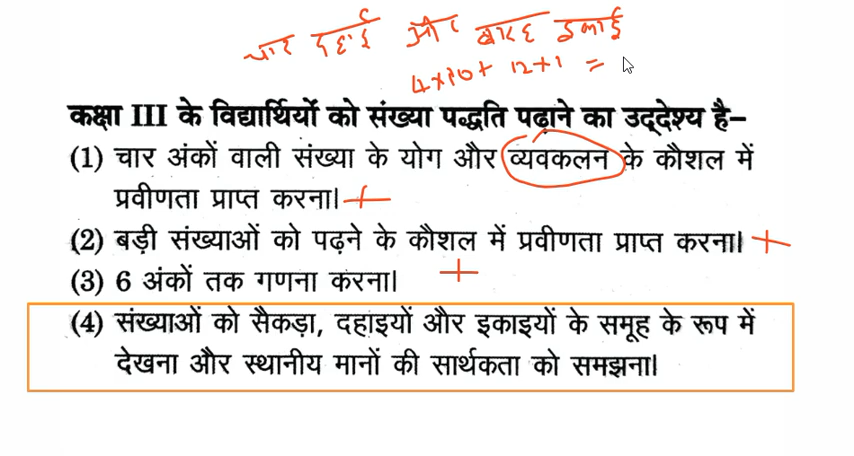 चार दहाई और बारह इकाई
4×10+ 12×1 =
कक्षा III के विद्यार्थियों को संख्या पद्धति पढ़ाने का उद्देश्य है–
(1) चार अंकों वाली संख्या के योग और व्यवकलन के कौशल में
प्रवीणता प्राप्त करना।
(2) बड़ी संख्याओं को पढ़ने के कौशल में प्रवीणता प्राप्त करना।
(3) 6 अंकों तक गणना करना।
(4) संख्याओं को सैकड़ा, दहाइयों और इकाइयों के समूह के रूप में
देखना और स्थानीय मानों की सार्थकता को समझना।